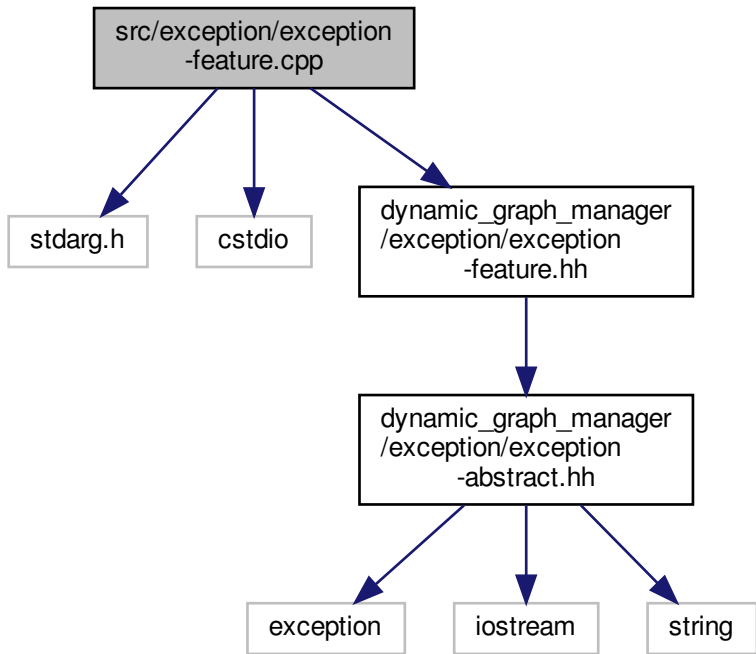 src/exception/exception
-feature.cpp
stdarg.h
cstdio
dynamic_graph_manager
/exception/exception
-feature.hh
dynamic_graph_manager
/exception/exception
-abstract.hh
exception
iostream
string